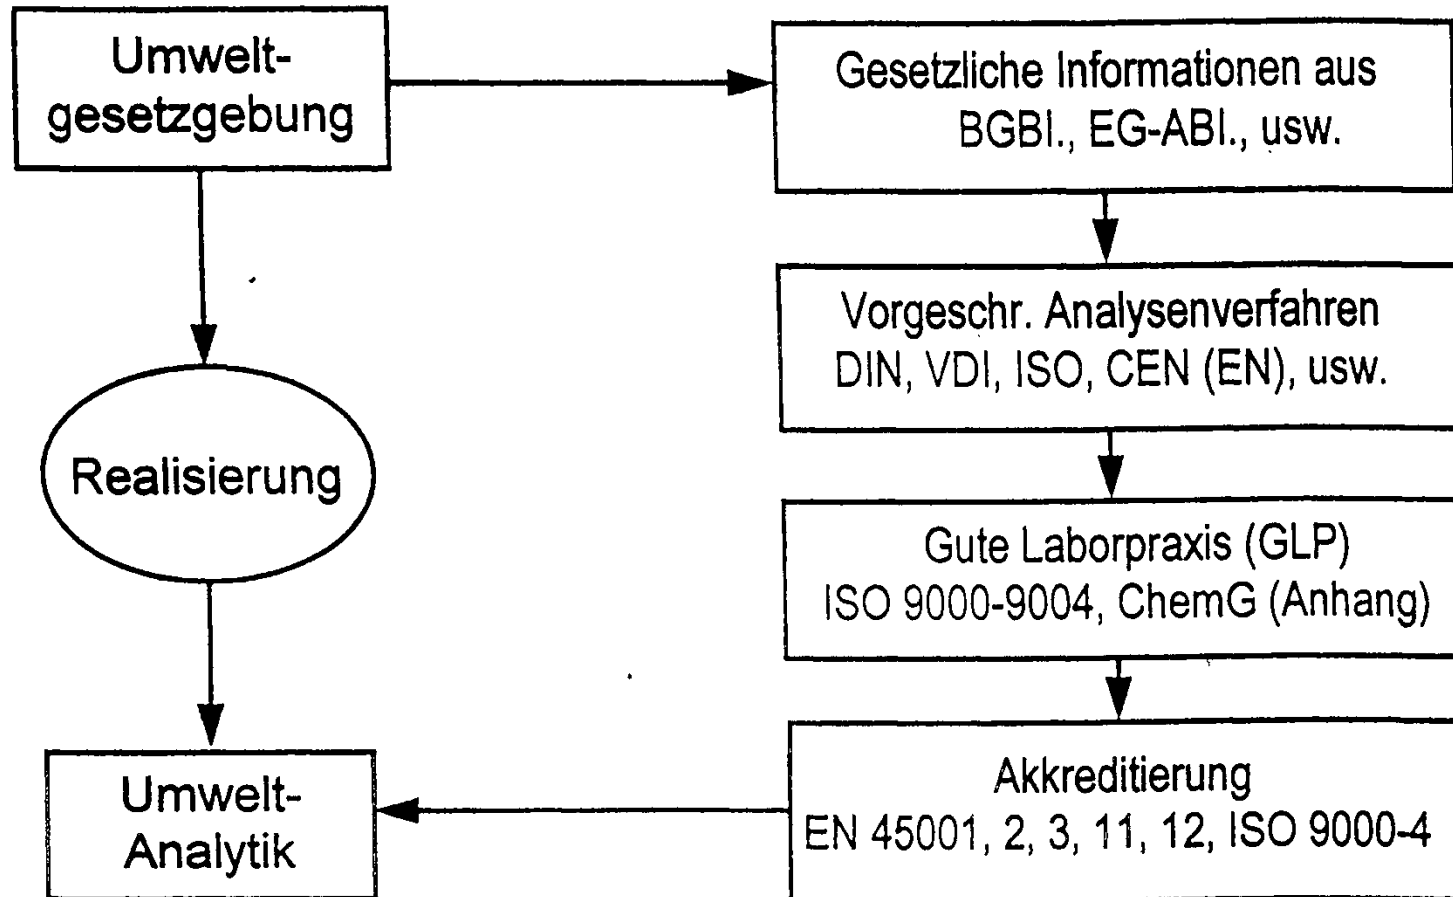 Umwelt-
gesetzgebung
Gesetzliche Informationen aus
BGBl., EG-ABl., usw.
Vorgeschr. Analysenverfahren
DIN, VDI, ISO, CEN (EN), usw.
Realisierung
Gute Laborpraxis (GLP)
ISO 9000-9004, ChemG (Anhang)
Umwelt-
Analytik
Akkreditierung
EN 45001, 2, 3, 11, 12, ISO 9000-4